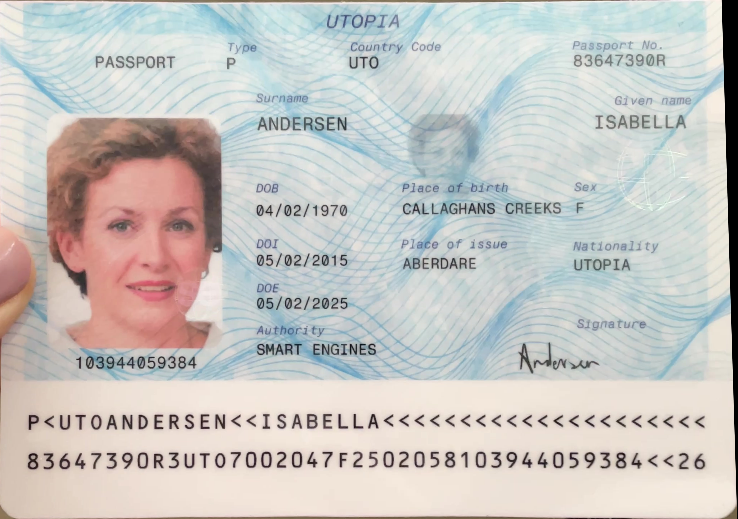 UTOPIA
PASSPORT Type Country Code Passport No.
P UTO 83647390R
Surname Given name
ANDERSEN ISABELLA
DOB Place of birth Sex
04/02/1970 CALLAGHANS CREEKS F
DOI Place of issue Nationality
05/02/2015 ABERDARE UTOPIA
DOE
05/02/2025
Authority Signature
SMART ENGINES Andersen
103944059384
P<UTOANDERSEN<<ISABELLA<<<<<<<<<<<<<<<<<<<<<
83647390R3UTO7002047F2502058103944059384<<26